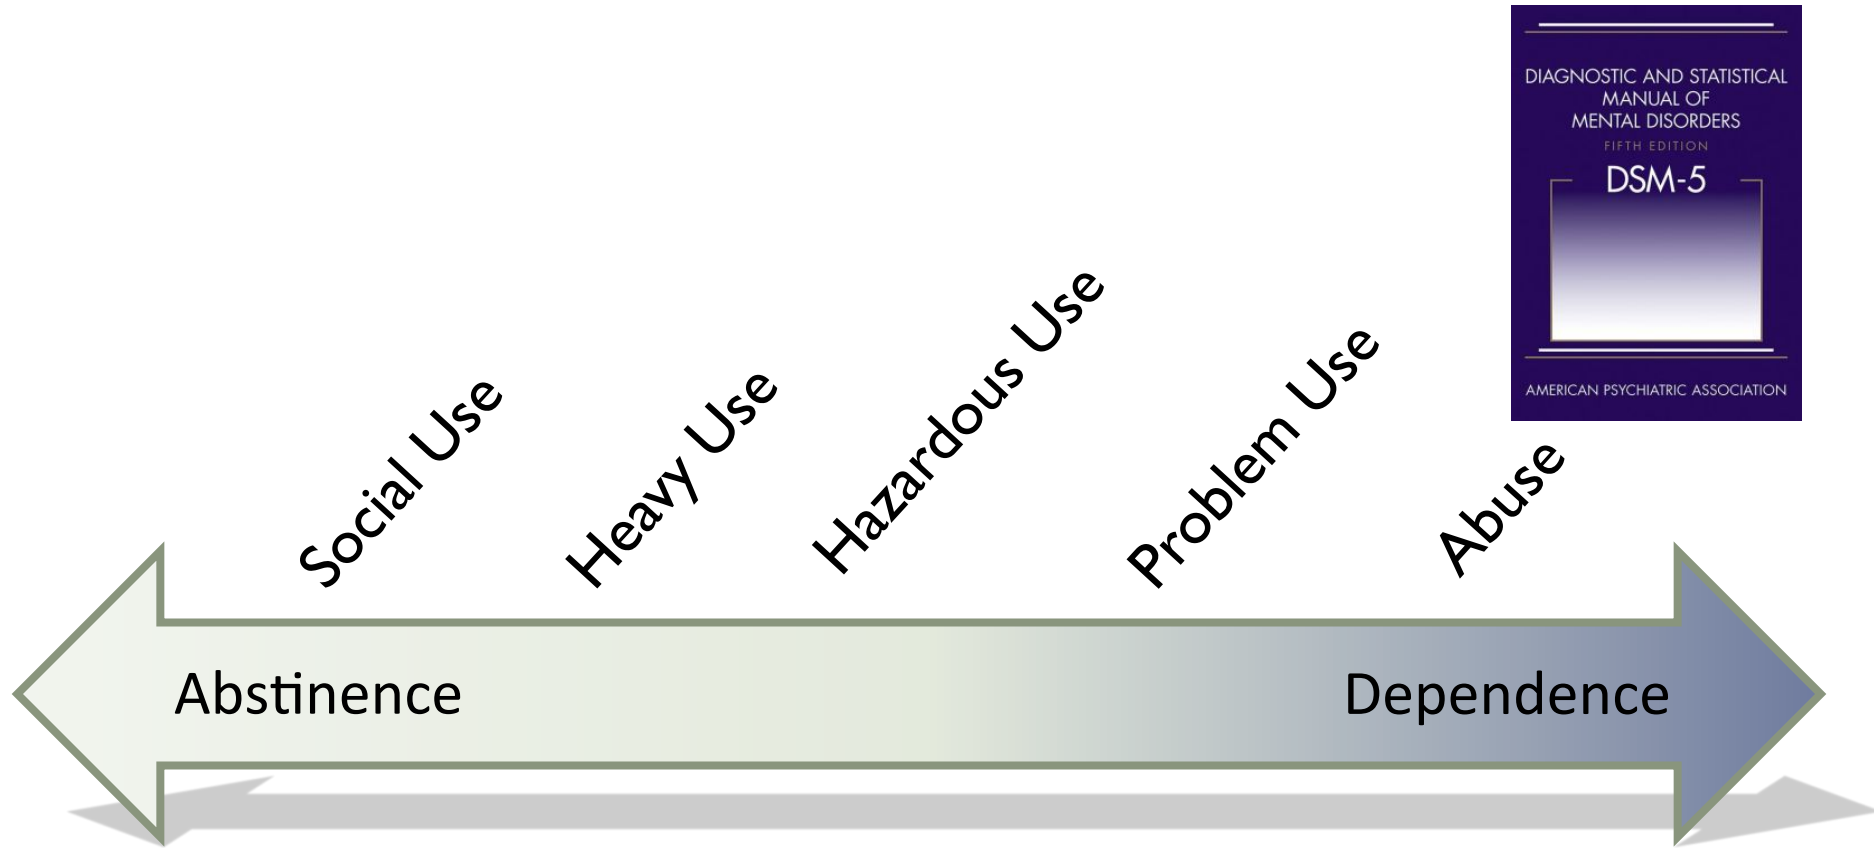 DIAGNOSTIC AND STATISTICAL
MANUAL OF
MENTAL DISORDERS
FIFTH EDITION
DSM-5
AMERICAN PSYCHIATRIC ASSOCIATION
Social Use
Heavy Use
Hazardous Use
Problem Use
Abuse
Abstinence
Dependence